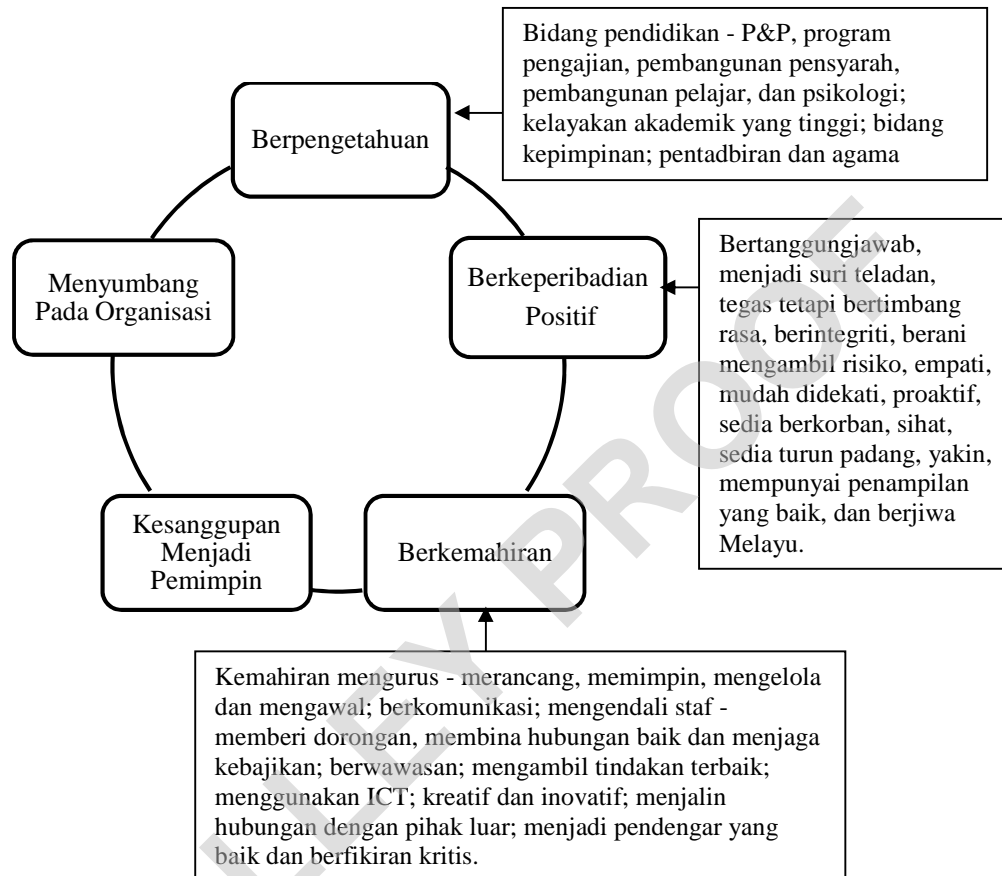 Bidang pendidikan - P&P, program
pengajian, pembangunan pensyarah,
pembangunan pelajar, dan psikologi;
kelayakan akademik yang tinggi; bidang
kepimpinan; pentadbiran dan agama
Berpengetahuan
Menyumbang
Pada Organisasi
Berkeperibadian
Positif
Bertanggungjawab,
menjadi suri teladan,
tegas tetapi bertimbang
rasa, berintegriti, berani
mengambil risiko, empati,
mudah didekati, proaktif,
sedia berkorban, sihat,
sedia turun padang, yakin,
mempunyai penampilan
yang baik, dan berjiwa
Melayu.
Kesanggupan
Menjadi
Pemimpin
Berkemahiran
Kemahiran mengurus - merancang, memimpin, mengelola
dan mengawal; berkomunikasi; mengendali staf -
memberi dorongan, membina hubungan baik dan menjaga
kebajikan; berwawasan; mengambil tindakan terbaik;
menggunakan ICT; kreatif dan inovatif; menjalin
hubungan dengan pihak luar; menjadi pendengar yang
baik dan berfikiran kritis.
LLEY PROOF